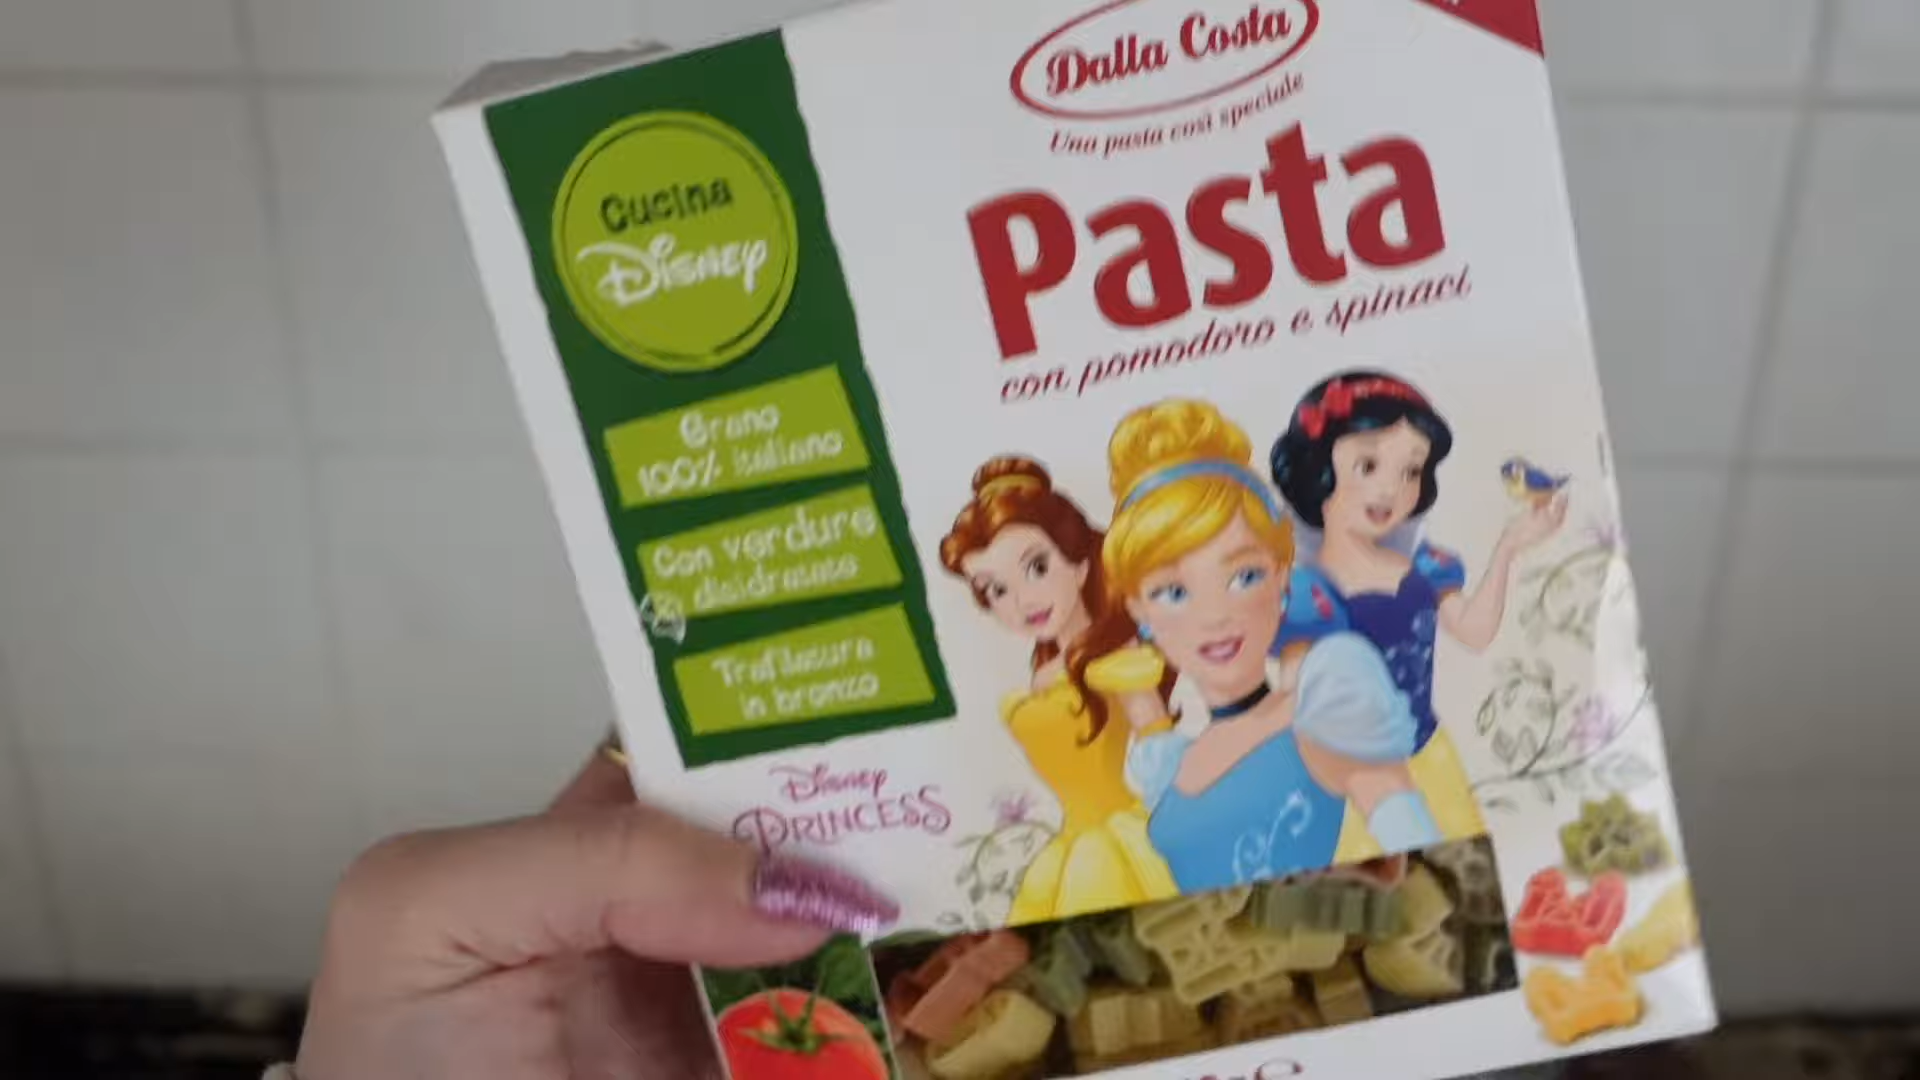 Dalla Costa
Una pasta così speciale
Pasta
con pomodoro e spinaci
Cucina
Disney
Grano
100% italiano
Con verdure
disidratate
Trafilatura
in bronzo
Disney
PRINCESS